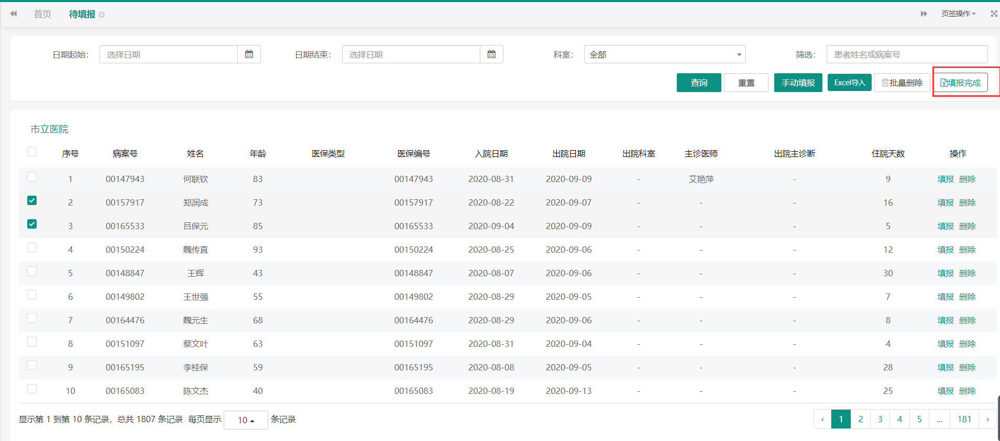 首页 待填报 页签操作
日期起始： 选择日期 日期结束： 选择日期 科室： 全部 筛选： 患者姓名或病案号
查询 重置 手动填报 Excel导入 批量删除 填报完成
市立医院
序号 病案号 姓名 年龄 医保类型 医保编号 入院日期 出院日期 出院科室 主诊医师 出院主诊断 住院天数 操作
1 00147943 何联钦 83 00147943 2020-08-31 2020-09-09 - 艾艳萍 - 9 填报 删除
2 00157917 郑润成 73 00157917 2020-08-22 2020-09-07 - - - 16 填报 删除
3 00165533 吕保元 85 00165533 2020-09-04 2020-09-09 - - - 5 填报 删除
4 00150224 魏传直 93 00150224 2020-08-25 2020-09-06 - - - 12 填报 删除
5 00148847 王辉 43 00148847 2020-08-07 2020-09-06 - - - 30 填报 删除
6 00149802 王世强 55 00149802 2020-08-29 2020-09-05 - - - 7 填报 删除
7 00164476 魏元生 68 00164476 2020-08-29 2020-09-06 - - - 8 填报 删除
8 00151097 蔡文叶 63 00151097 2020-08-31 2020-09-04 - - - 4 填报 删除
9 00165195 李桂保 59 00165195 2020-08-08 2020-09-05 - - - 28 填报 删除
10 00165083 陈文杰 40 00165083 2020-08-19 2020-09-13 - - - 25 填报 删除
显示第 1 到第 10 条记录，总共 1807 条记录 每页显示 10 条记录 ‹ 1 2 3 4 5 ... 181 ›